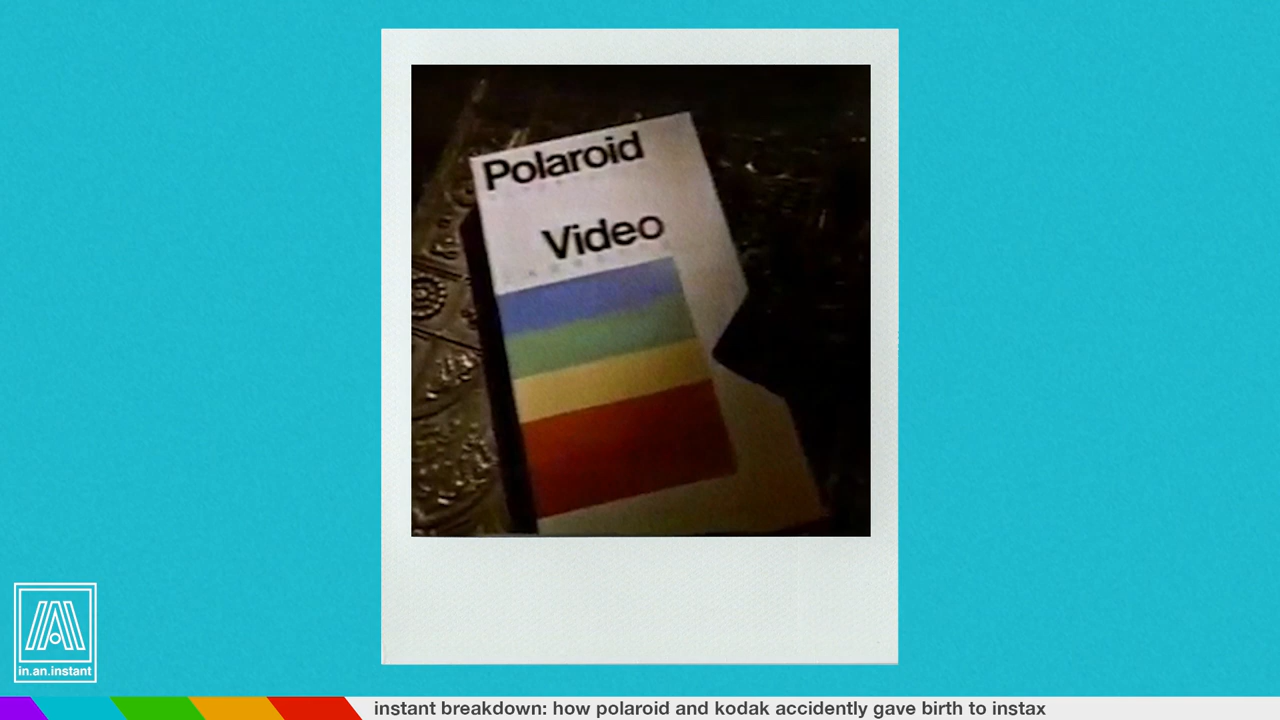 Polaroid
Video
in.an.instant
instant breakdown: how polaroid and kodak accidently gave birth to instax